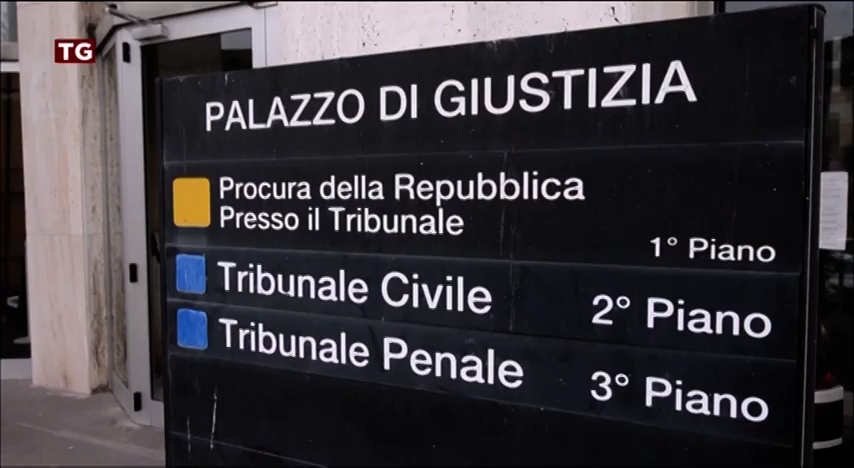 TG
PALAZZO DI GIUSTIZIA
Procura della Repubblica
Presso il Tribunale
1° Piano
Tribunale Civile 2° Piano
Tribunale Penale 3° Piano